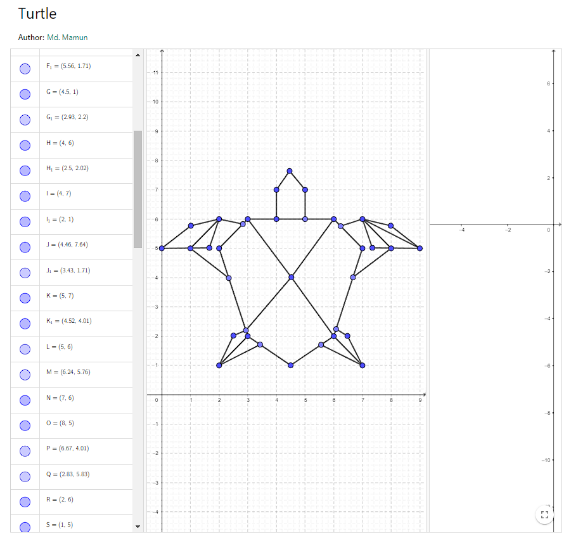 Turtle
Author: Md. Mamun
F₁ = (5.56, 1.71)
G = (4.5, 1)
G₁ = (2.93, 2.2)
H = (4, 6)
H₁ = (2.5, 2.02)
I = (4, 7)
I₁ = (2, 1)
J = (4.46, 7.64)
J₁ = (3.43, 1.71)
K = (5, 7)
K₁ = (4.52, 4.01)
L = (5, 6)
M = (6.24, 5.76)
N = (7, 6)
O = (8, 5)
P = (6.67, 4.01)
Q = (2.83, 5.83)
R = (2, 6)
S = (1, 5)
11
10
9
8
7
6
5
4
3
2
1
0 1 2 3 4 5 6 7 8 9
-1
-2
-3
-4
6
4
2
-4 -2 0
-2
-4
-6
-8
-10